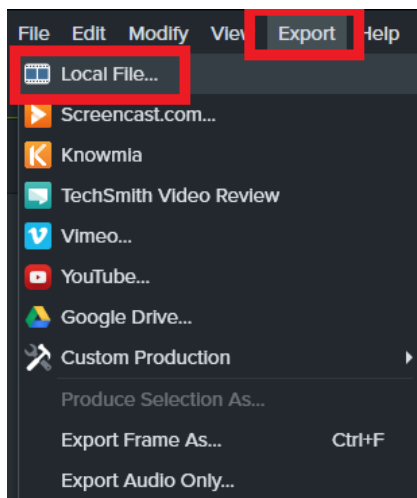 File Edit Modify View Export Help
Local File...
Screencast.com...
Knowmia
TechSmith Video Review
Vimeo...
YouTube...
Google Drive...
Custom Production
Produce Selection As...
Export Frame As... Ctrl+F
Export Audio Only...